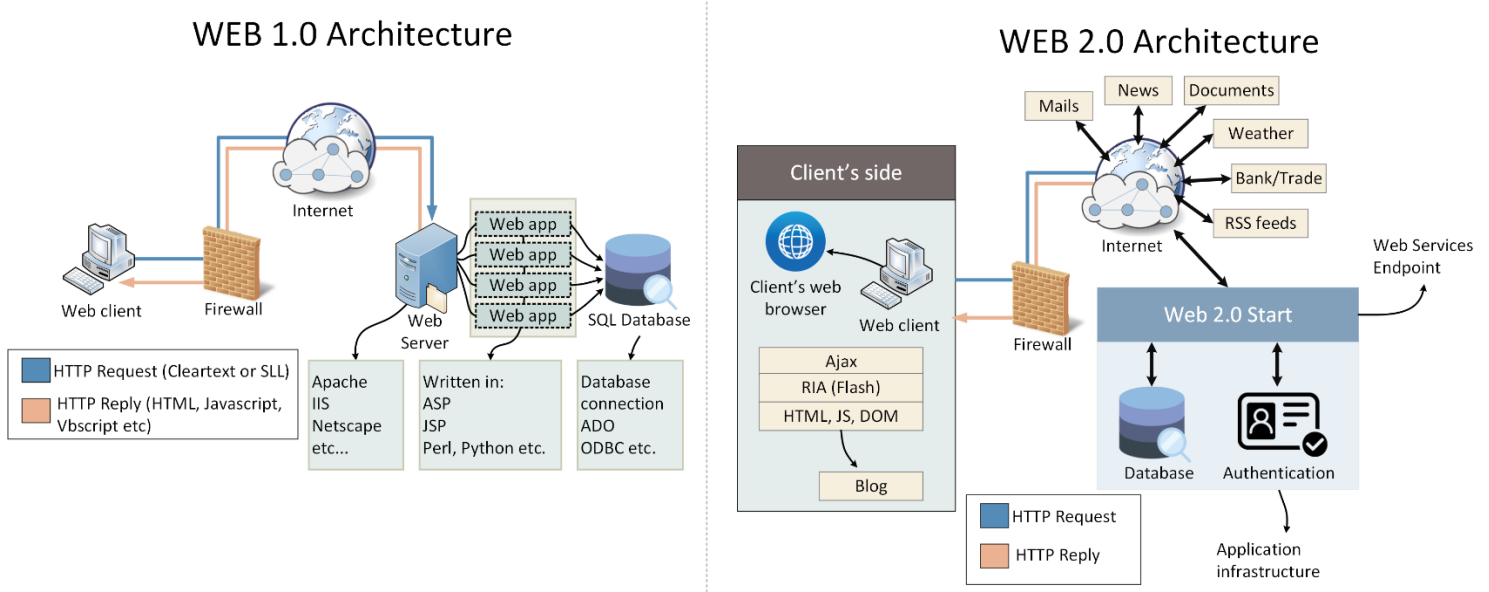 WEB 1.0 Architecture
Internet
Web client
Firewall
Web
Server
Web app
Web app
Web app
Web app
SQL Database
HTTP Request (Cleartext or SLL)
HTTP Reply (HTML, Javascript,
Vbscript etc)
Apache
IIS
Netscape
etc...
Written in:
ASP
JSP
Perl, Python etc.
Database
connection
ADO
ODBC etc.
WEB 2.0 Architecture
Mails
News
Documents
Weather
Bank/Trade
RSS feeds
Internet
Client's side
Client's web
browser
Web client
Ajax
RIA (Flash)
HTML, JS, DOM
Blog
Firewall
Web Services
Endpoint
Web 2.0 Start
Database
Authentication
HTTP Request
HTTP Reply
Application
infrastructure